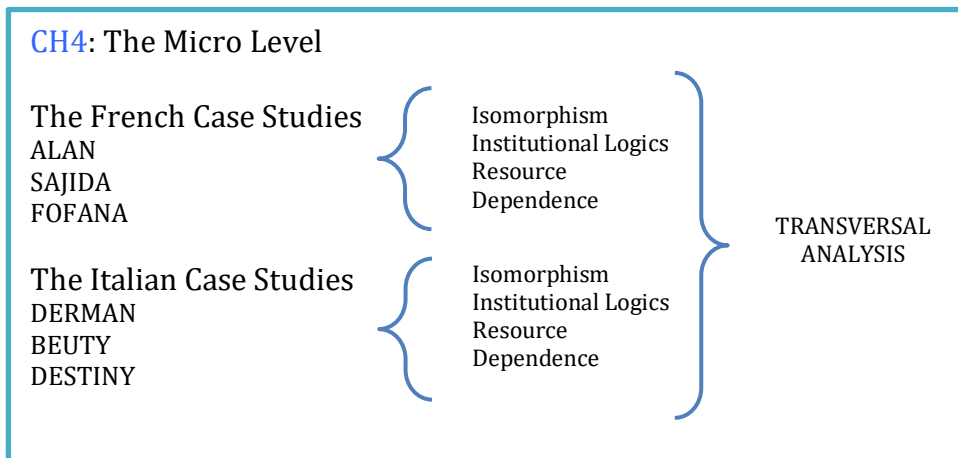 CH4: The Micro Level
The French Case Studies
ALAN
SAJIDA
FOFANA
Isomorphism
Institutional Logics
Resource
Dependence
The Italian Case Studies
DERMAN
BEUTY
DESTINY
Isomorphism
Institutional Logics
Resource
Dependence
TRANSVERSAL
ANALYSIS